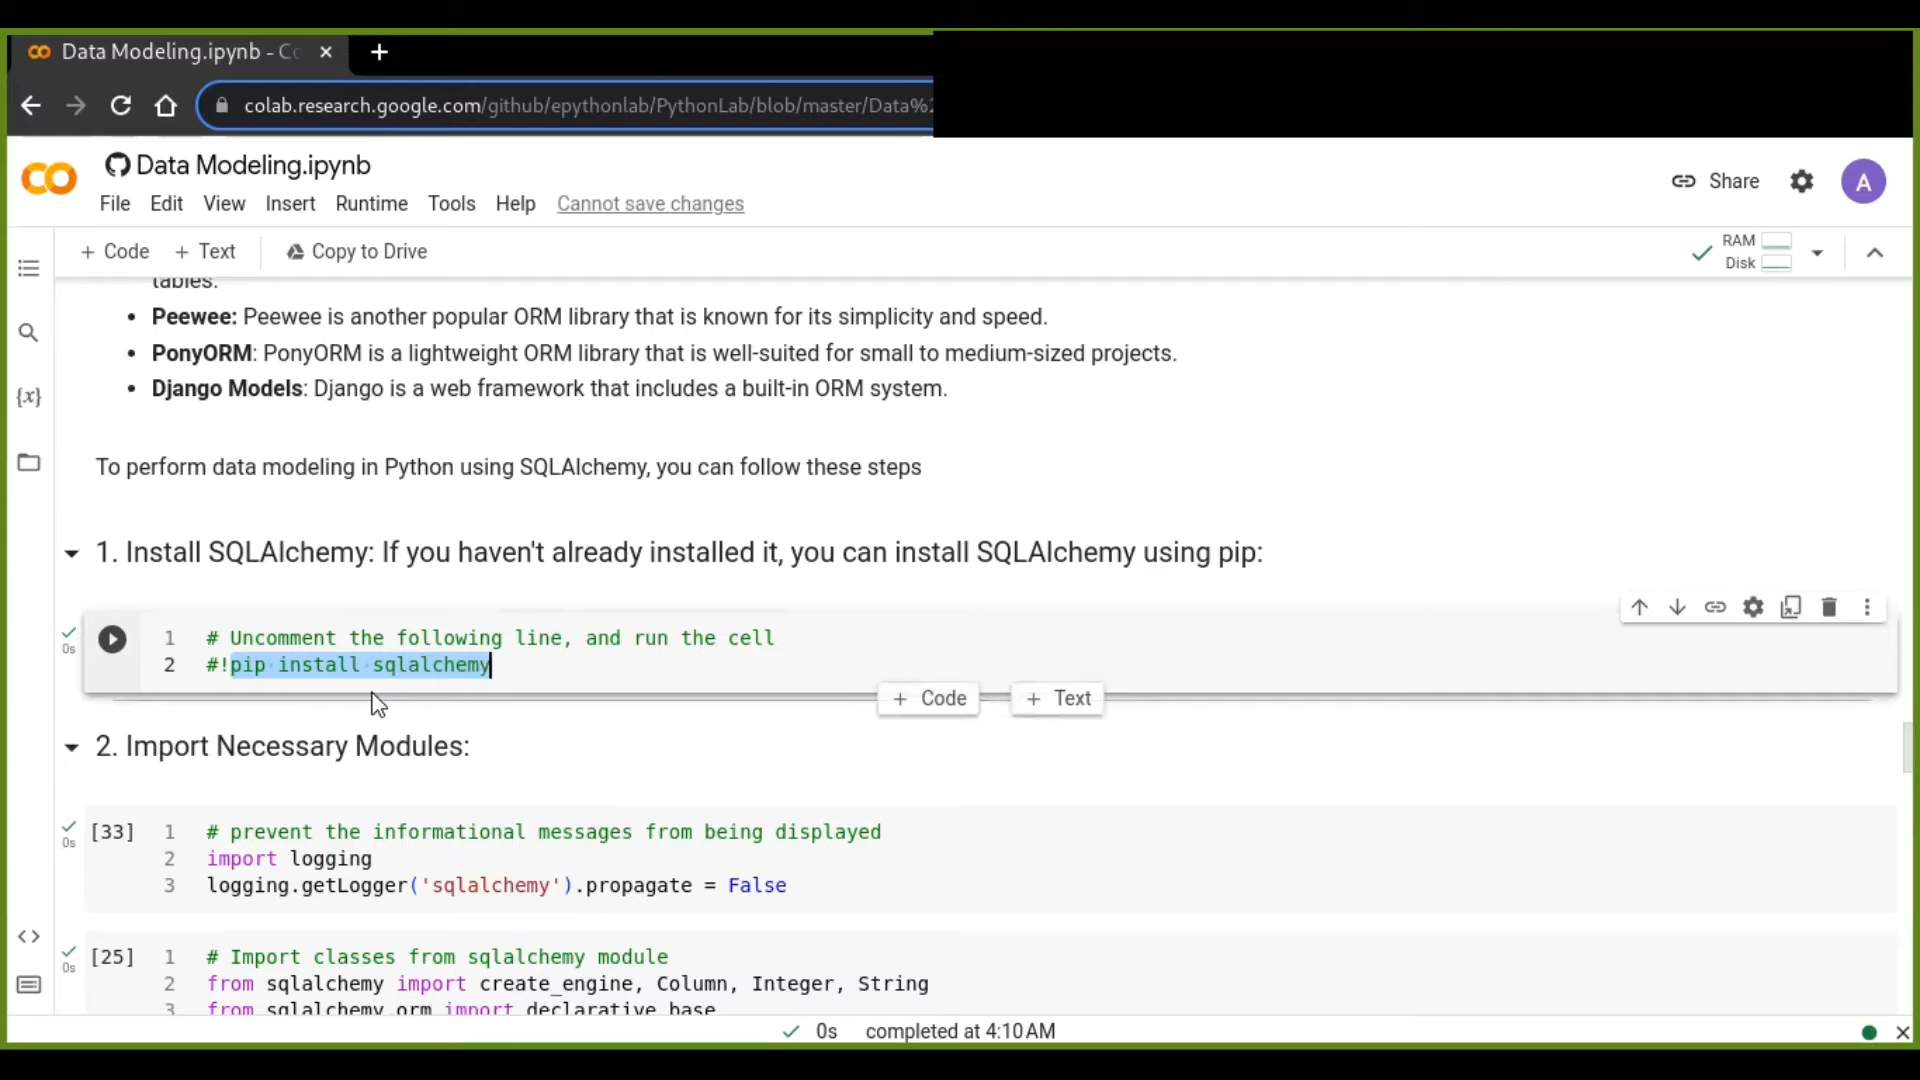 Data Modeling.ipynb - Co
colab.research.google.com/github/epythonlab/PythonLab/blob/master/Data%2
Data Modeling.ipynb
File Edit View Insert Runtime Tools Help Cannot save changes
Share
A
+ Code + Text Copy to Drive
RAM
Disk
tables.
• Peewee: Peewee is another popular ORM library that is known for its simplicity and speed.
• PonyORM: PonyORM is a lightweight ORM library that is well-suited for small to medium-sized projects.
• Django Models: Django is a web framework that includes a built-in ORM system.
To perform data modeling in Python using SQLAlchemy, you can follow these steps
1. Install SQLAlchemy: If you haven't already installed it, you can install SQLAlchemy using pip:
0s
1 # Uncomment the following line, and run the cell
2 #!pip install sqlalchemy
+ Code + Text
2. Import Necessary Modules:
0s
[33] 1 # prevent the informational messages from being displayed
2 import logging
3 logging.getLogger('sqlalchemy').propagate = False
0s
[25] 1 # Import classes from sqlalchemy module
2 from sqlalchemy import create_engine, Column, Integer, String
3 from sqlalchemy.orm import declarative_base
0s completed at 4:10 AM